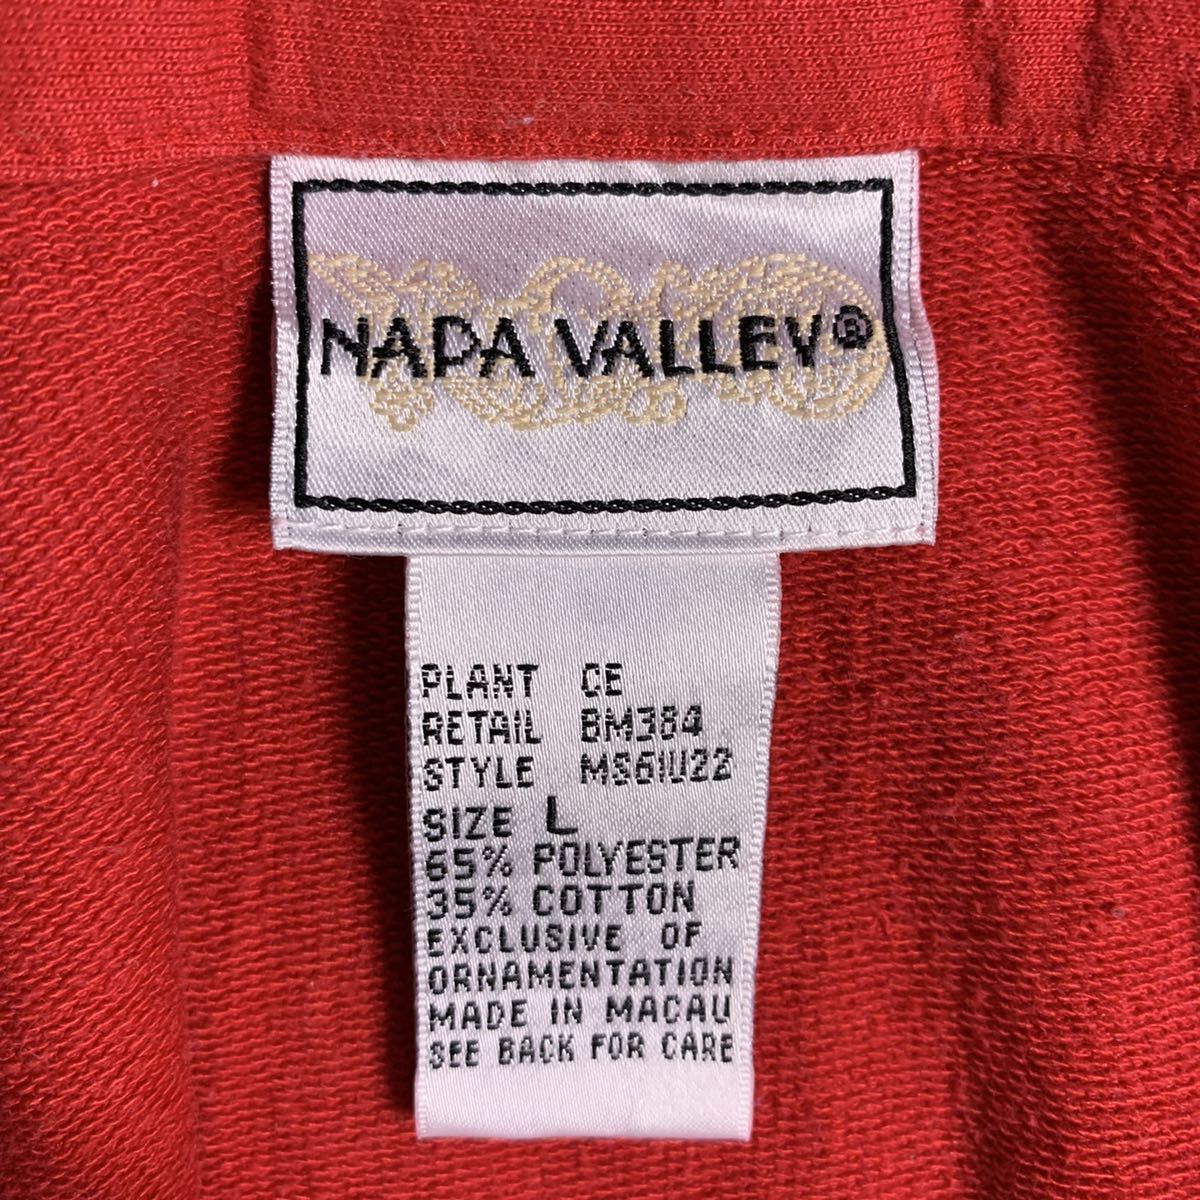 NAPA VALLEY®
PLANT CE
RETAIL BM384
STYLE MS61U22
SIZE L
65% POLYESTER
35% COTTON
EXCLUSIVE OF
ORNAMENTATION
MADE IN MACAU
SEE BACK FOR CARE